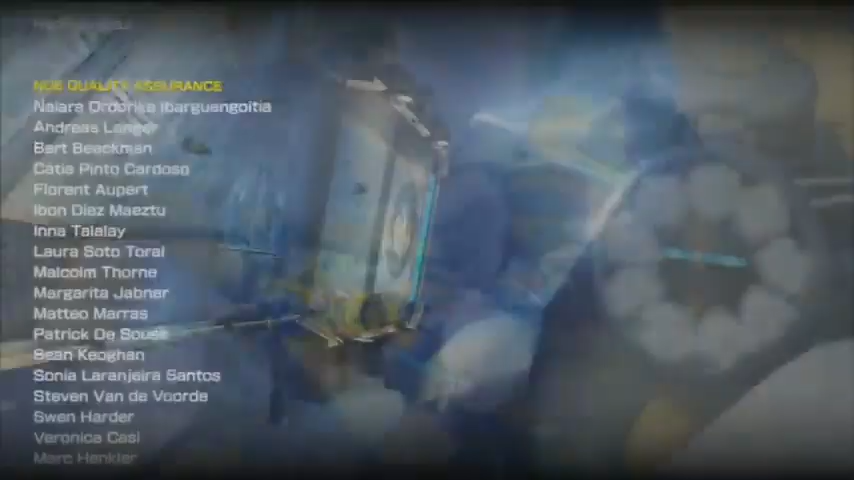 NOE QUALITY ASSURANCE
Naiara Ordorika Ibarguengoitia
Andreas Langer
Bart Beeckman
Catia Pinto Cardoso
Florent Aupert
Ibon Diez Maeztu
Inna Talalay
Laura Soto Toral
Malcolm Thorne
Margarita Jabner
Matteo Marras
Patrick De Sousa
Sean Keoghan
Sonia Laranjeira Santos
Steven Van de Voorde
Swen Harder
Veronica Casi
Marc Henkler